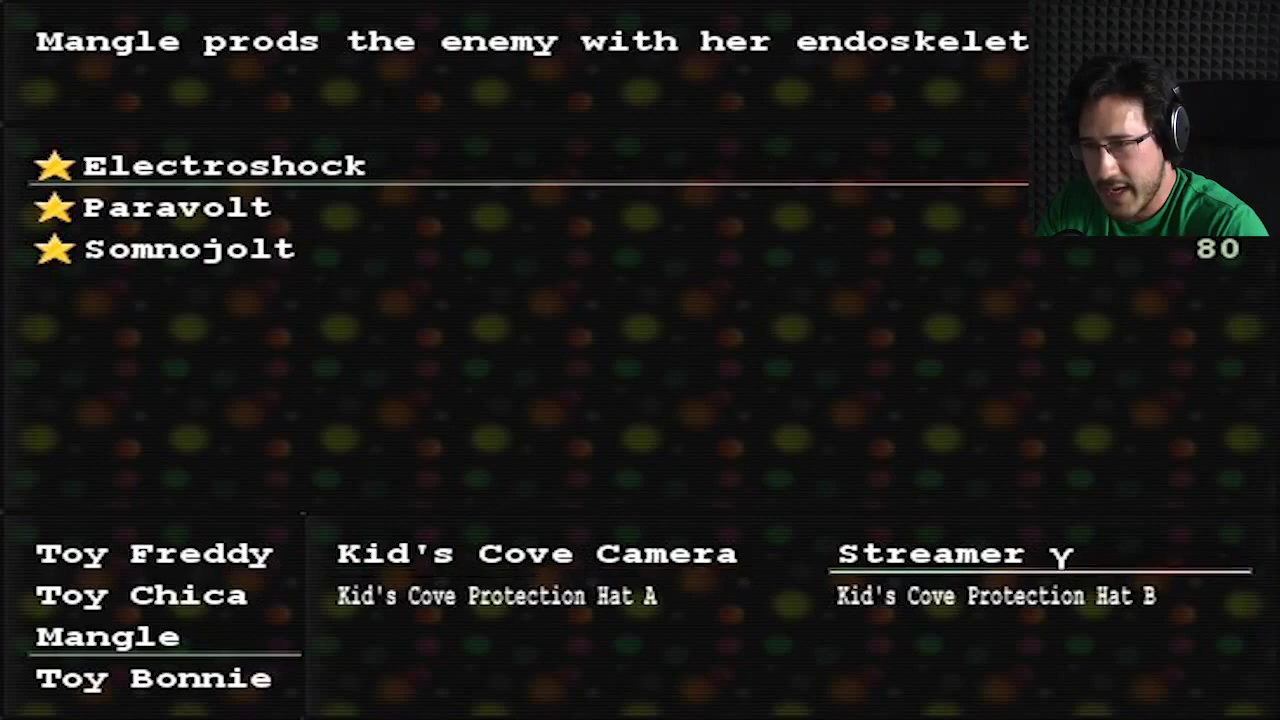 Mangle prods the enemy with her endoskelet
Electroshock
Paravolt
Somnojolt
80
Toy Freddy
Kid's Cove Camera
Streamer γ
Toy Chica
Kid's Cove Protection Hat A
Kid's Cove Protection Hat B
Mangle
Toy Bonnie